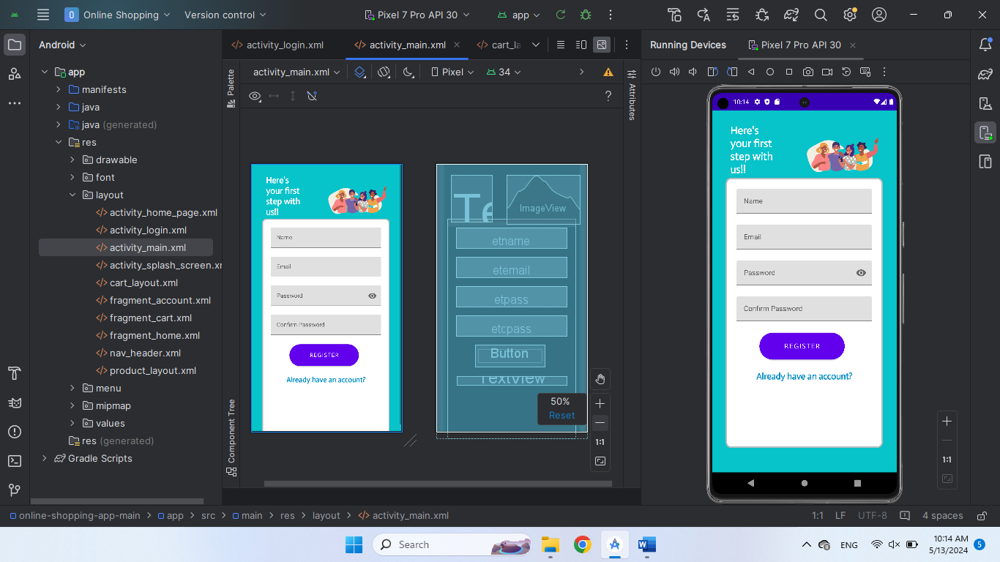 O Online Shopping Version control Pixel 7 Pro API 30 app
Android
app
manifests
java
java (generated)
res
drawable
font
layout
activity_home_page.xml
activity_login.xml
activity_main.xml
activity_splash_screen.xr
cart_layout.xml
fragment_account.xml
fragment_cart.xml
fragment_home.xml
nav_header.xml
product_layout.xml
menu
mipmap
values
res (generated)
Gradle Scripts
activity_login.xml activity_main.xml cart_la
Palette
activity_main.xml Pixel 34
?
Attributes
Component Tree
Here's
your first
step with
us!!
Name
Email
Password
Confirm Password
REGISTER
Already have an account?
Te
ImageView
etname
etemail
etpass
etcpass
Button
TextView
50%
Reset
1:1
Running Devices Pixel 7 Pro API 30
10:14
Here's
your first
step with
us!!
Name
Email
Password
Confirm Password
REGISTER
Already have an account?
1:1
online-shopping-app-main > app > src > main > res > layout > activity_main.xml
1:1 LF UTF-8 4 spaces
Search
ENG
10:14 AM
5/13/2024
5